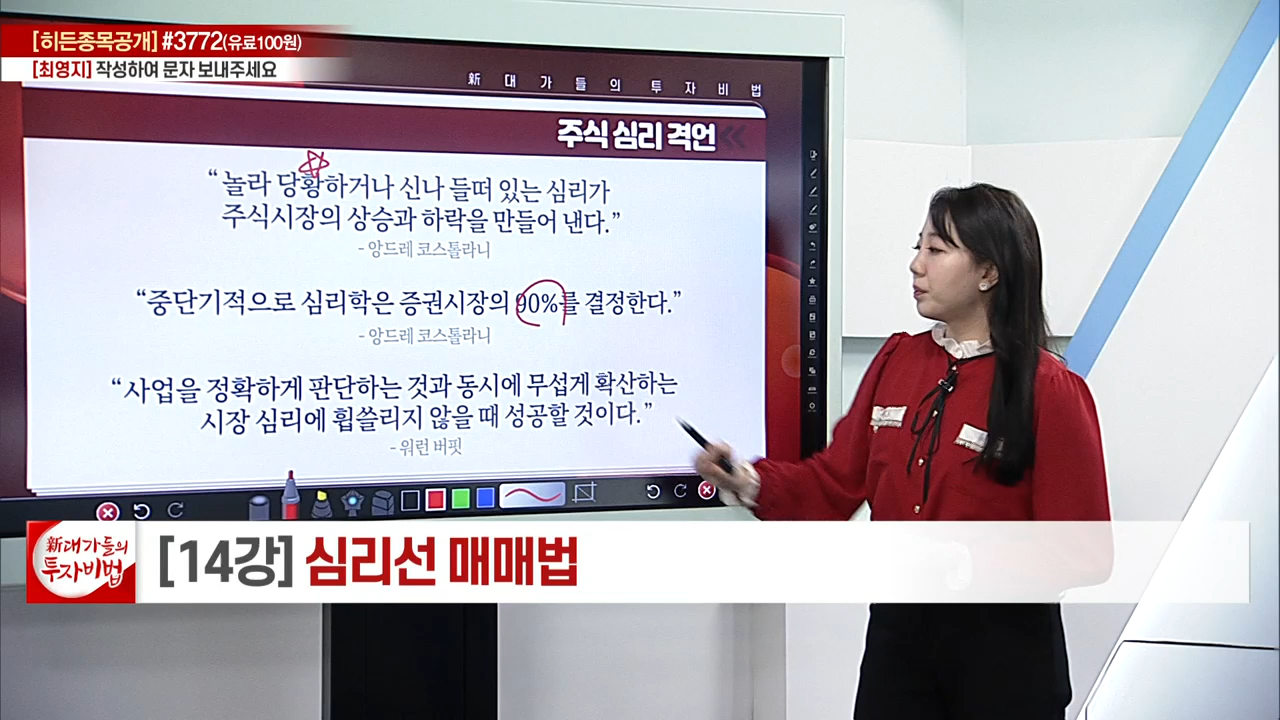 [히든종목공개] #3772(유료100원)
[최영지] 작성하여 문자 보내주세요
新 대가들의 투자비법
주식 심리 격언
“ 놀라 당황하거나 신나 들떠 있는 심리가
주식시장의 상승과 하락을 만들어 낸다.”
- 앙드레 코스톨라니
“중단기적으로 심리학은 증권시장의 90%를 결정한다.”
- 앙드레 코스톨라니
“ 사업을 정확하게 판단하는 것과 동시에 무섭게 확산하는
시장 심리에 휩쓸리지 않을 때 성공할 것이다.”
- 워런 버핏
新대가들의
투자비법
[14강] 심리선 매매법